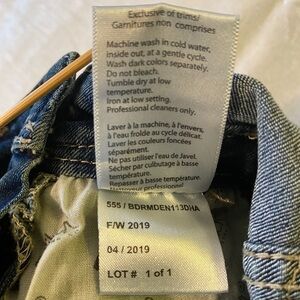 Exclusive of trims/
Garnitures non comprises
Machine wash in cold water,
inside out, at a gentle cycle.
Wash dark colors separately.
Do not bleach.
Tumble dry at low
temperature.
Iron at low setting.
Professional cleaners only.
Laver à la machine, à l'envers,
à l'eau froide au cycle délicat.
Laver les couleurs foncées
séparément.
Ne pas utiliser l'eau de Javel.
Sécher par culbutage à basse
température.
Repasser à basse température.
Nettoyage professionnel
555 / BDRMDEN113DHA
F/W 2019
04 / 2019
LOT # 1 of 1